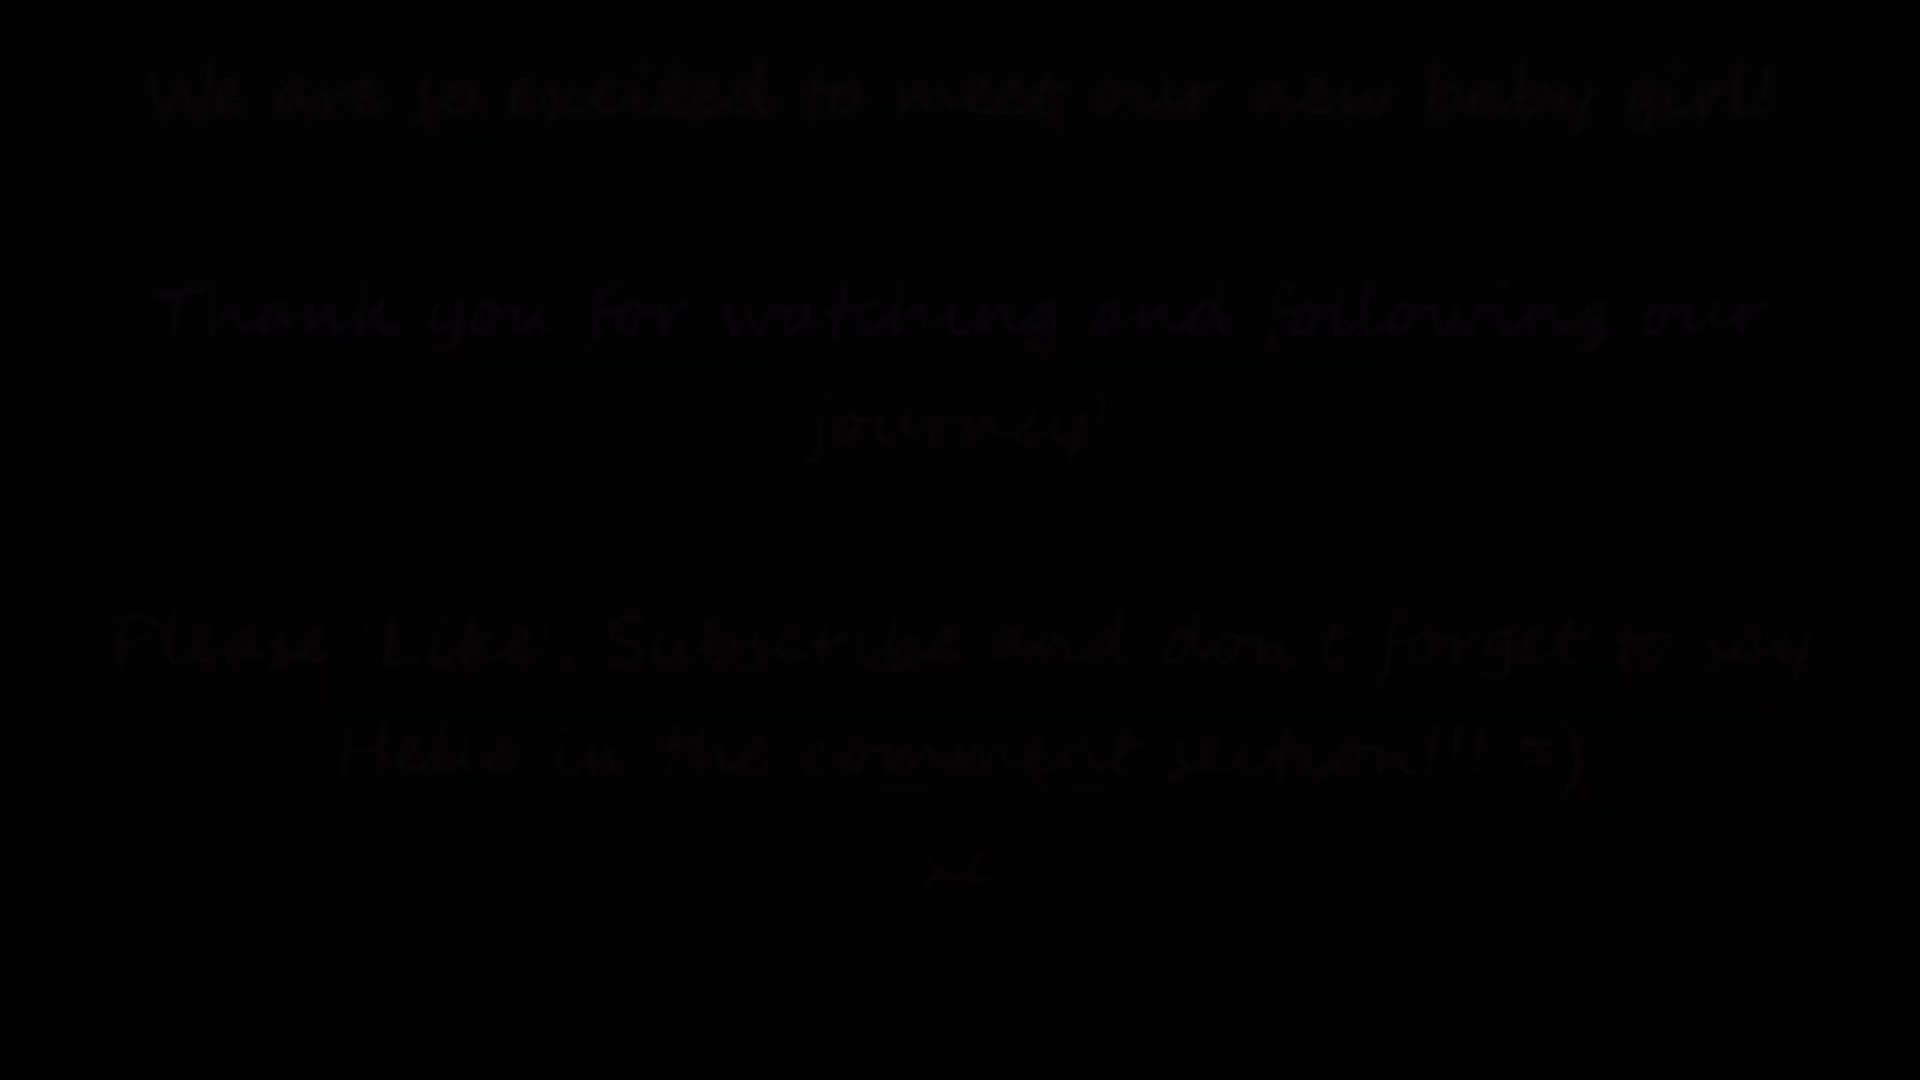 We are so excited to meet our new baby girl!
Thank you for watching and following our
journey!
Please 'Like', Subscribe and don't forget to say
Hello in the comment section!!! =)
xo